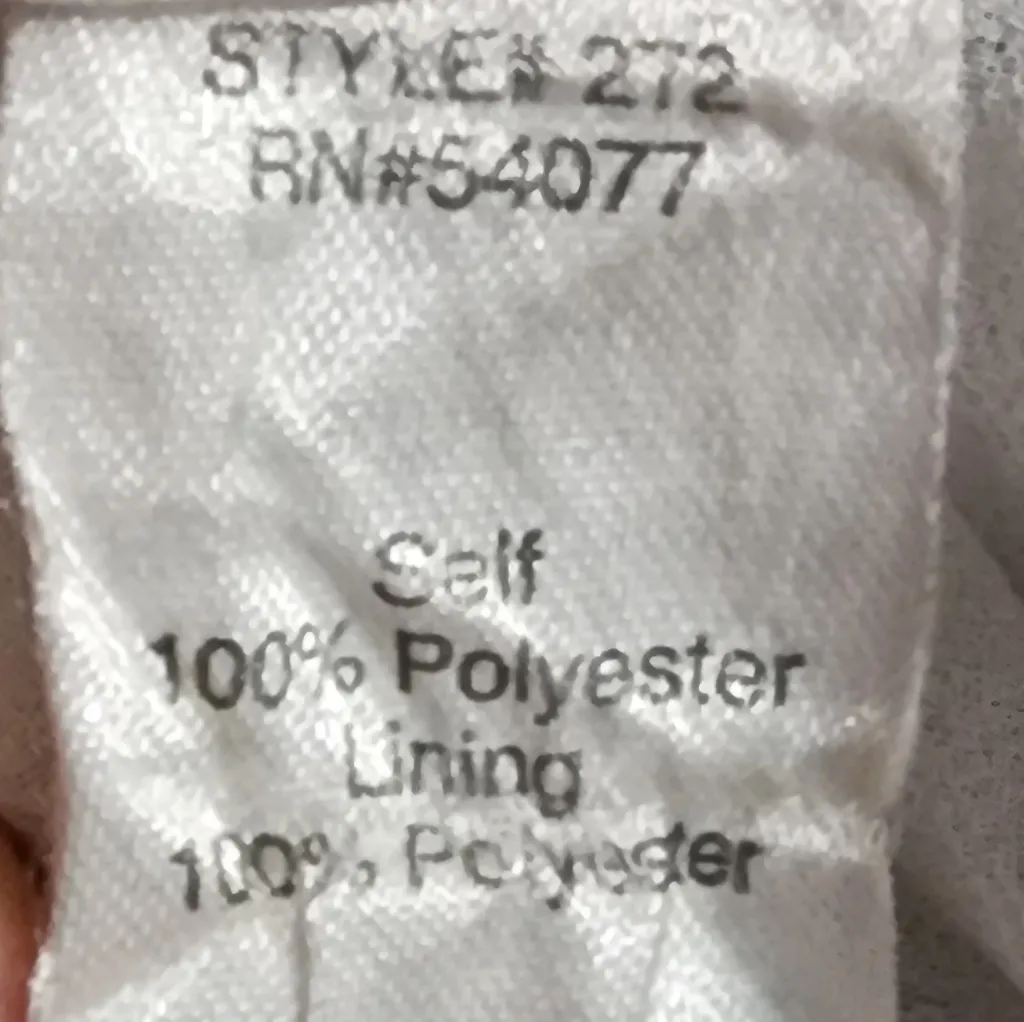 STYLE# 272
RN#54077
Self
100% Polyester
Lining
100% Polyester